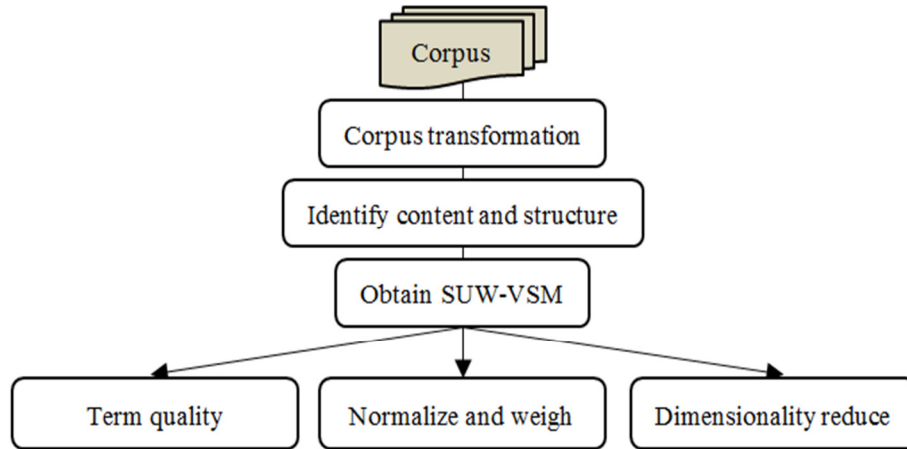 Corpus
Corpus transformation
Identify content and structure
Obtain SUW-VSM
Term quality
Normalize and weigh
Dimensionality reduce